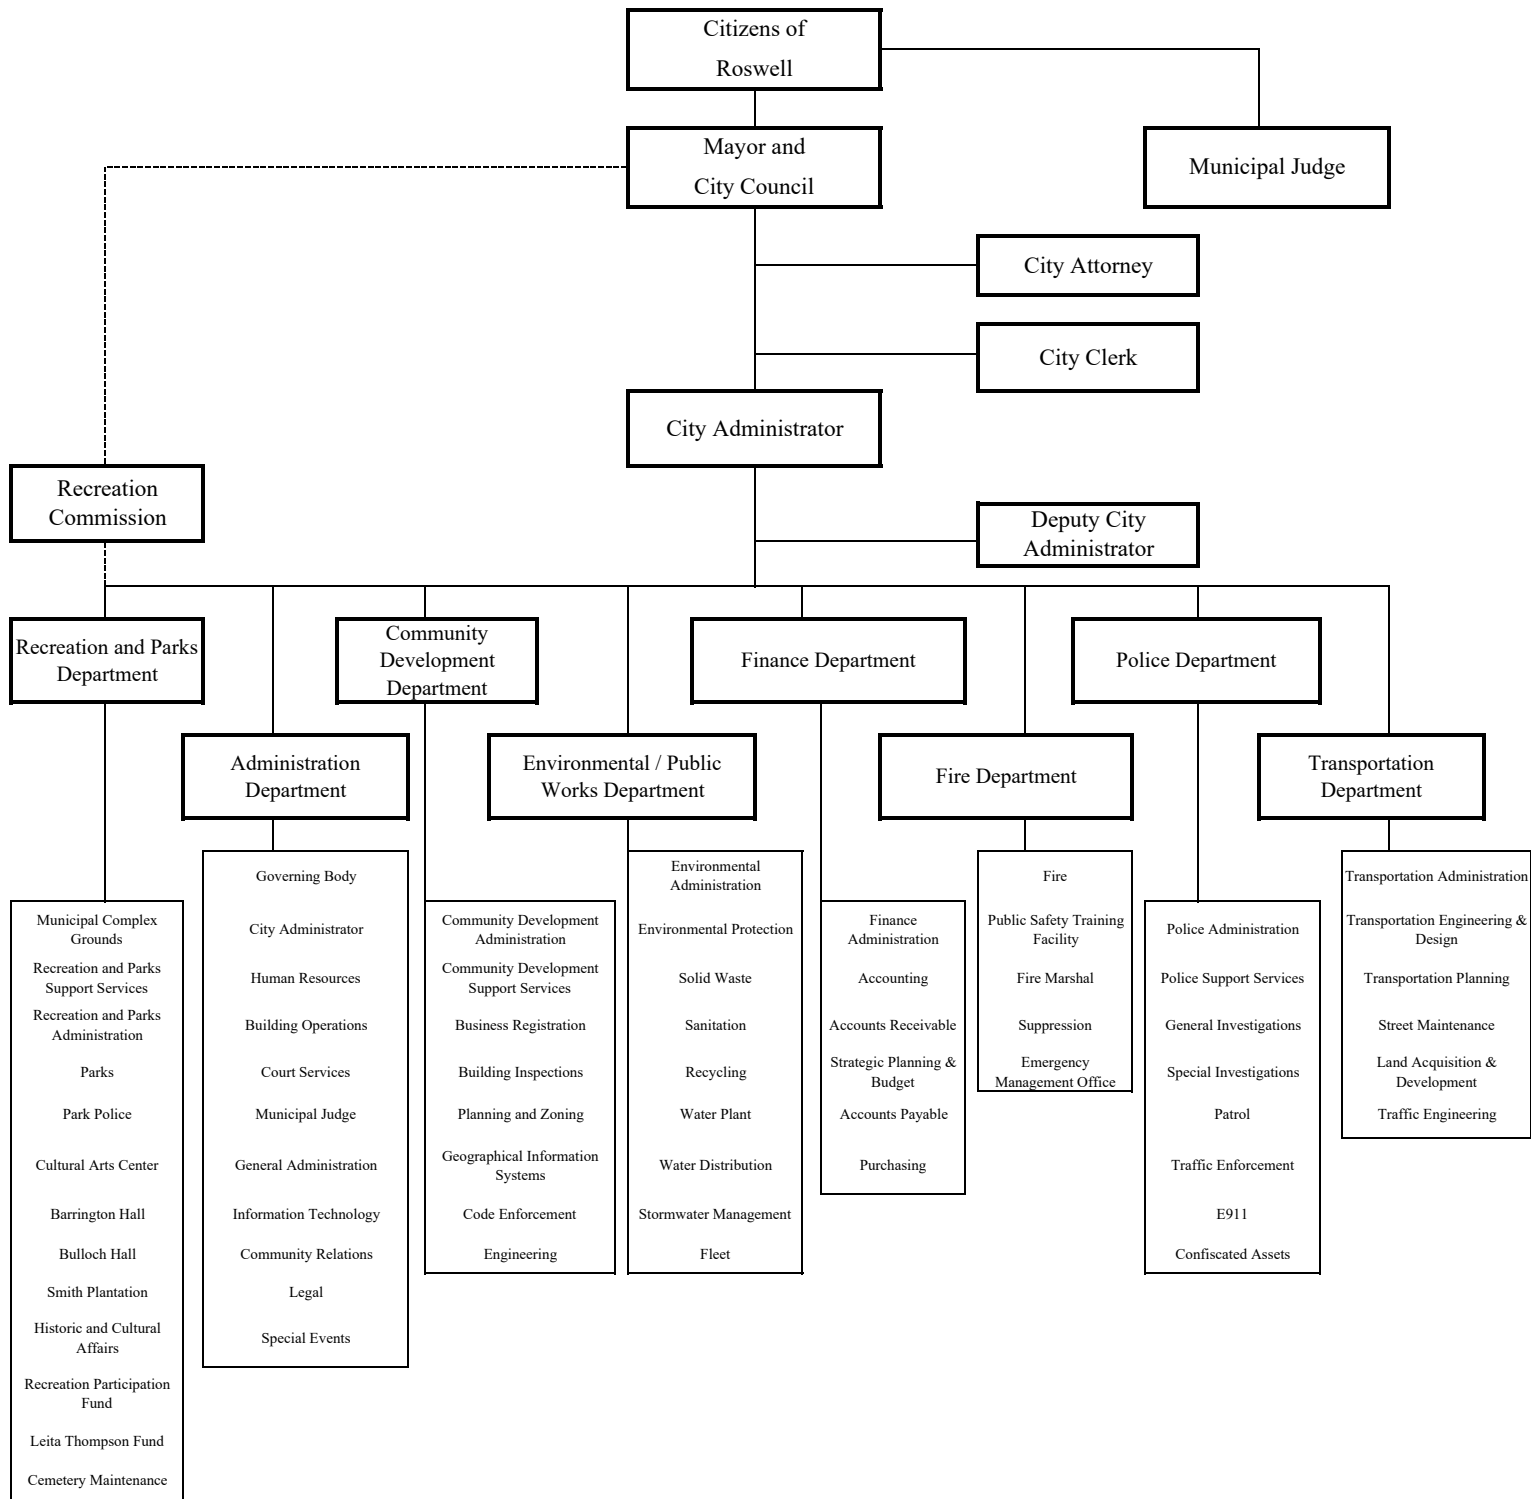 Citizens of
Roswell
Mayor and
City Council
Municipal Judge
City Attorney
City Clerk
City Administrator
Recreation
Commission
Deputy City
Administrator
Recreation and Parks
Department
Community
Development
Department
Finance Department
Police Department
Administration
Department
Environmental / Public
Works Department
Fire Department
Transportation
Department
Municipal Complex
Grounds
Recreation and Parks
Support Services
Recreation and Parks
Administration
Parks
Park Police
Cultural Arts Center
Barrington Hall
Bulloch Hall
Smith Plantation
Historic and Cultural
Affairs
Recreation Participation
Fund
Leita Thompson Fund
Cemetery Maintenance
Governing Body
City Administrator
Human Resources
Building Operations
Court Services
Municipal Judge
General Administration
Information Technology
Community Relations
Legal
Special Events
Community Development
Administration
Community Development
Support Services
Business Registration
Building Inspections
Planning and Zoning
Geographical Information
Systems
Code Enforcement
Engineering
Environmental
Administration
Environmental Protection
Solid Waste
Sanitation
Recycling
Water Plant
Water Distribution
Stormwater Management
Fleet
Finance
Administration
Accounting
Accounts Receivable
Strategic Planning &
Budget
Accounts Payable
Purchasing
Fire
Public Safety Training
Facility
Fire Marshal
Suppression
Emergency
Management Office
Police Administration
Police Support Services
General Investigations
Special Investigations
Patrol
Traffic Enforcement
E911
Confiscated Assets
Transportation Administration
Transportation Engineering &
Design
Transportation Planning
Street Maintenance
Land Acquisition &
Development
Traffic Engineering